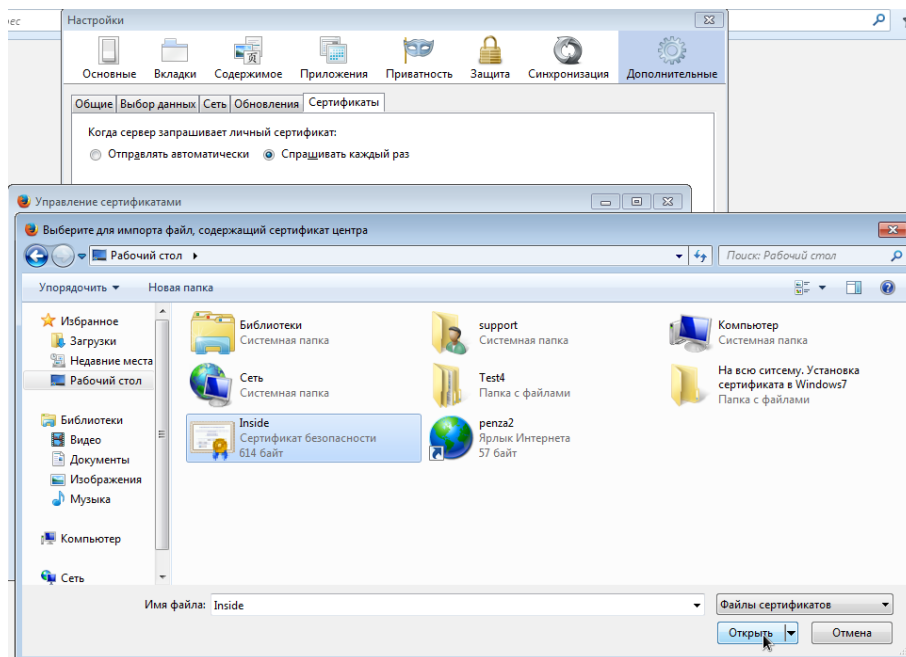 рес
Настройки
Основные Вкладки Содержимое Приложения Приватность Защита Синхронизация Дополнительные
Общие Выбор данных Сеть Обновления Сертификаты
Когда сервер запрашивает личный сертификат:
Отправлять автоматически Спрашивать каждый раз
Управление сертификатами
Выберите для импорта файл, содержащий сертификат центра
Рабочий стол
Поиск: Рабочий стол
Упорядочить Новая папка
Избранное
Загрузки
Недавние места
Рабочий стол
Библиотеки
Видео
Документы
Изображения
Музыка
Компьютер
Сеть
Библиотеки
Системная папка
support
Системная папка
Компьютер
Системная папка
Сеть
Системная папка
Test4
Папка с файлами
На всю ситсему. Установка
сертификата в Windows7
Папка с файлами
Inside
Сертификат безопасности
614 байт
penza2
Ярлык Интернета
57 байт
Имя файла: Inside
Файлы сертификатов
Открыть Отмена